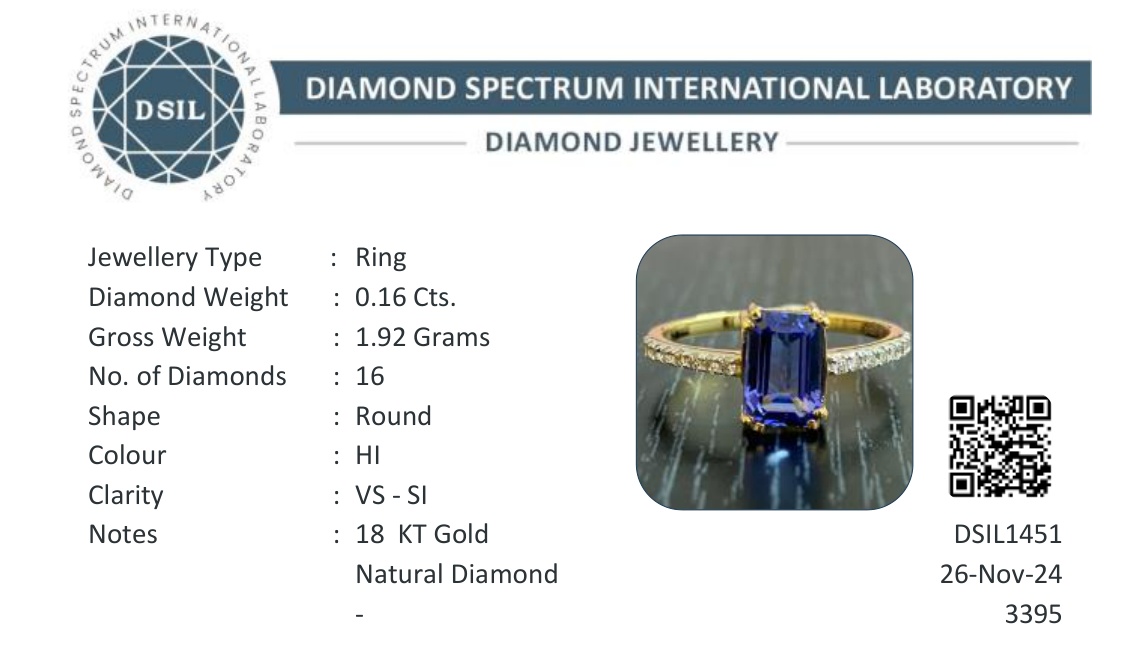 DIAMOND SPECTRUM INTERNATIONAL LABORATORY
DSIL
DIAMOND SPECTRUM INTERNATIONAL LABORATORY
DIAMOND JEWELLERY
Jewellery Type : Ring
Diamond Weight : 0.16 Cts.
Gross Weight : 1.92 Grams
No. of Diamonds : 16
Shape : Round
Colour : HI
Clarity : VS - SI
Notes : 18 KT Gold
Natural Diamond
-
DSIL1451
26-Nov-24
3395